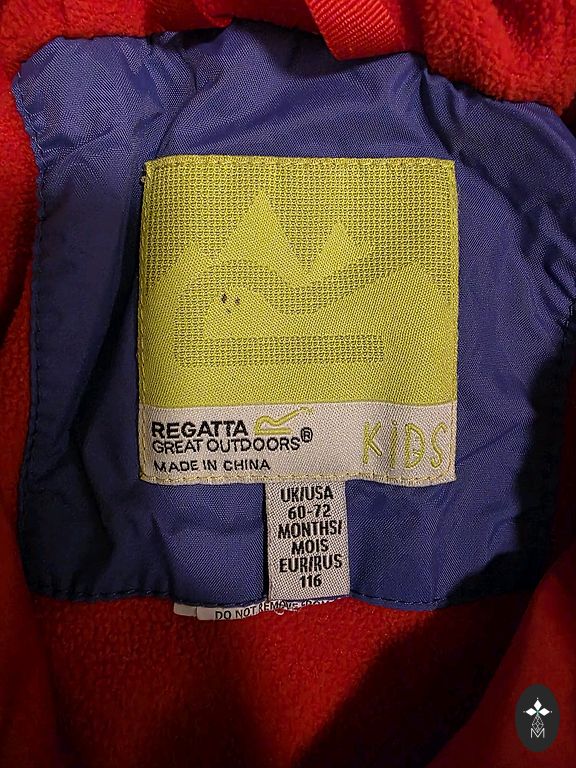 REGATTA
GREAT OUTDOORS®
MADE IN CHINA
KiDS
UK/USA
60-72
MONTHS/
MOIS
EUR/RUS
116
DO NOT REMOVE FROM